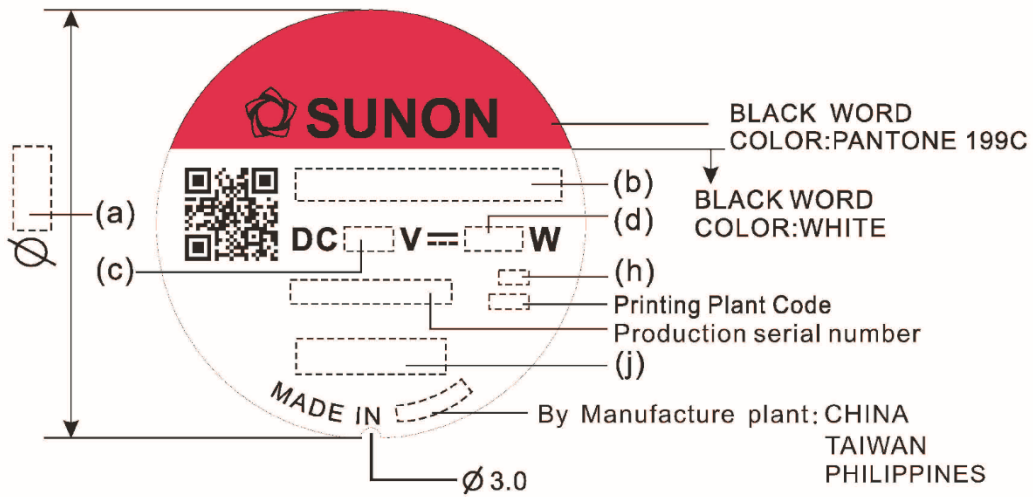 SUNON
BLACK WORD
COLOR:PANTONE 199C
(a)
(b)
BLACK WORD
COLOR:WHITE
(d)
DC V W
(c)
(h)
Printing Plant Code
Production serial number
(j)
MADE IN
By Manufacture plant: CHINA
TAIWAN
PHILIPPINES
Ø
Ø 3.0